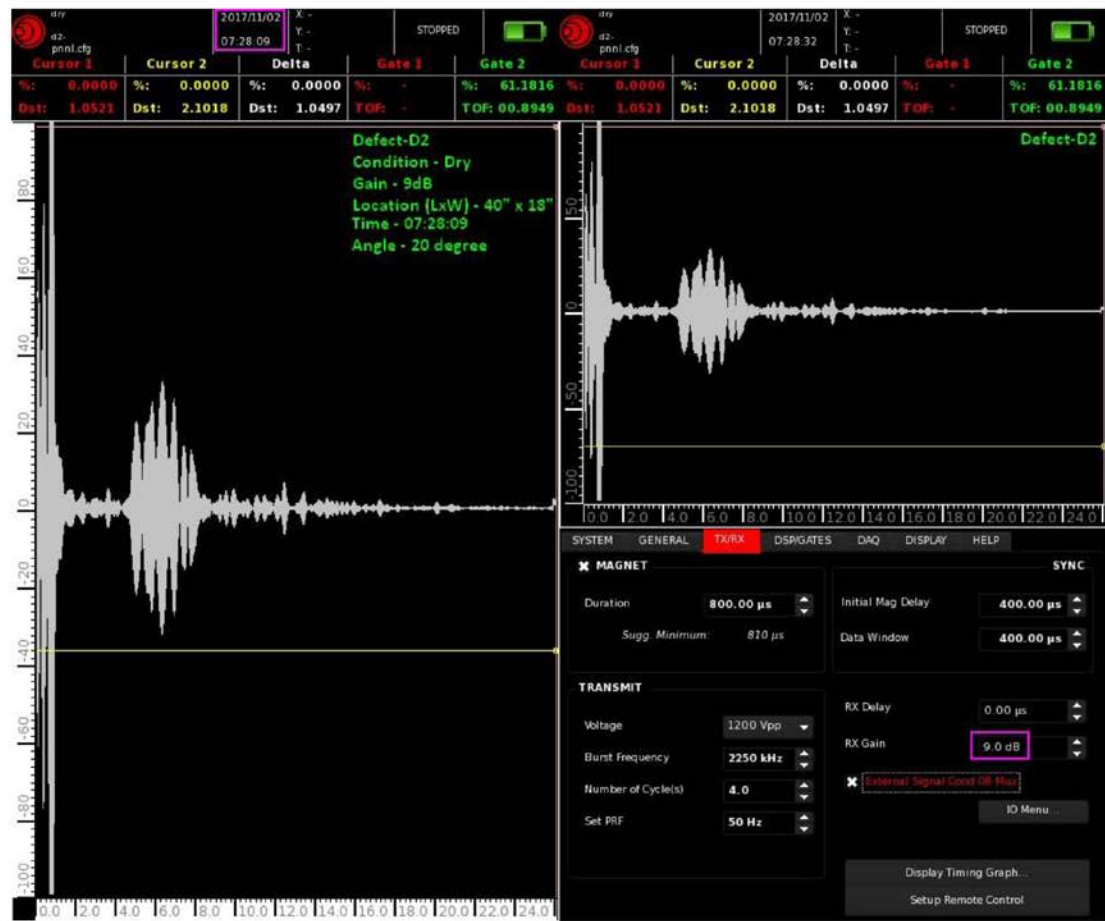 dry
d2-
pnnl.cfg
2017/11/02
07:28:09
X: -
Y: -
T: -
STOPPED
Cursor 1
Cursor 2
Delta
Gate 1
Gate 2
%: 0.0000
%: 0.0000
%: 0.0000
%: -
%: 61.1816
Dst: 1.0521
Dst: 2.1018
Dst: 1.0497
TOF: -
TOF: 00.8949
Defect-D2
Condition - Dry
Gain - 9dB
Location (LxW) - 40" x 18"
Time - 07:28:09
Angle - 20 degree
80
60
40
20
0
-20
-40
-60
-80
-100
0.0 2.0 4.0 6.0 8.0 10.0 12.0 14.0 16.0 18.0 20.0 22.0 24.0
dry
d2-
pnnl.cfg
2017/11/02
07:28:32
X: -
Y: -
T: -
STOPPED
Cursor 1
Cursor 2
Delta
Gate 1
Gate 2
%: 0.0000
%: 0.0000
%: 0.0000
%: -
%: 61.1816
Dst: 1.0521
Dst: 2.1018
Dst: 1.0497
TOF: -
TOF: 00.8949
Defect-D2
50
0
-50
-100
0.0 2.0 4.0 6.0 8.0 10.0 12.0 14.0 16.0 18.0 20.0 22.0 24.0
SYSTEM GENERAL TX/RX DSP/GATES DAQ DISPLAY HELP
MAGNET
Duration 800.00 µs
Sugg. Minimum: 810 µs
SYNC
Initial Mag Delay 400.00 µs
Data Window 400.00 µs
TRANSMIT
Voltage 1200 Vpp
Burst Frequency 2250 kHz
Number of Cycle(s) 4.0
Set PRF 50 Hz
RX Delay 0.00 µs
RX Gain 9.0 dB
External Signal Cond OR Mux
IO Menu...
Display Timing Graph...
Setup Remote Control